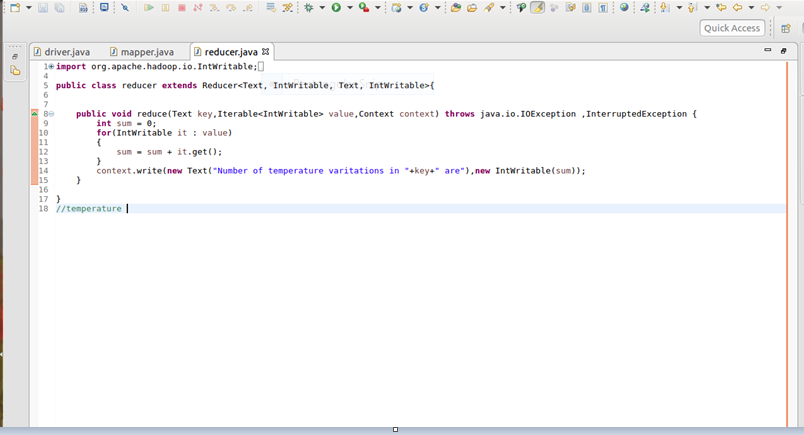 Quick Access
driver.java mapper.java reducer.java
1 import org.apache.hadoop.io.IntWritable;
4
5 public class reducer extends Reducer<Text, IntWritable, Text, IntWritable>{
6
7
8 public void reduce(Text key,Iterable<IntWritable> value,Context context) throws java.io.IOException ,InterruptedException {
9 int sum = 0;
10 for(IntWritable it : value)
11 {
12 sum = sum + it.get();
13 }
14 context.write(new Text("Number of temperature varitations in "+key+" are"),new IntWritable(sum));
15 }
16
17 }
18 //temperature